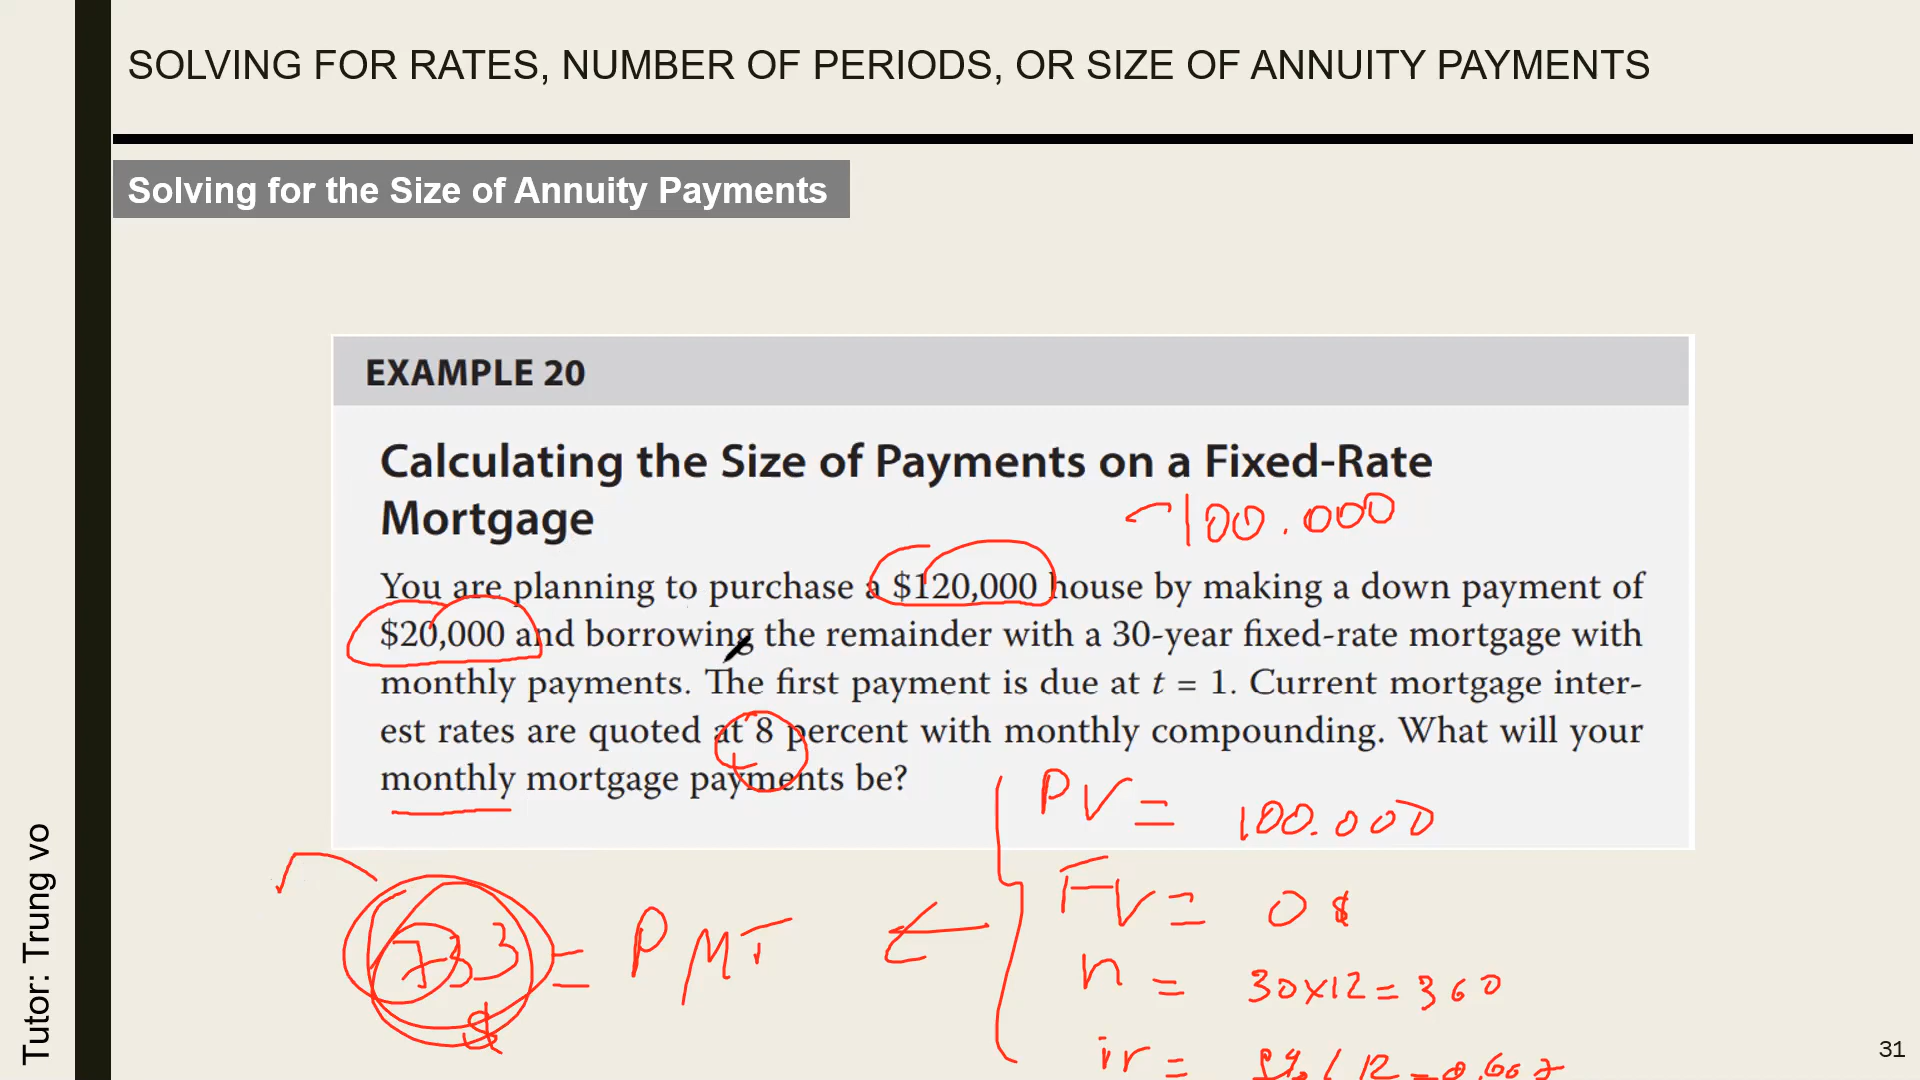 SOLVING FOR RATES, NUMBER OF PERIODS, OR SIZE OF ANNUITY PAYMENTS
Solving for the Size of Annuity Payments
EXAMPLE 20
Calculating the Size of Payments on a Fixed-Rate
Mortgage
100.000
You are planning to purchase a $120,000 house by making a down payment of
$20,000 and borrowing the remainder with a 30-year fixed-rate mortgage with
monthly payments. The first payment is due at t = 1. Current mortgage inter-
est rates are quoted at 8 percent with monthly compounding. What will your
monthly mortgage payments be?
PV = 100.000
FV = 0 $
733 $ = PMT
n = 30x12 = 360
ir = 8% / 12 =
Tutor: Trung vo
31